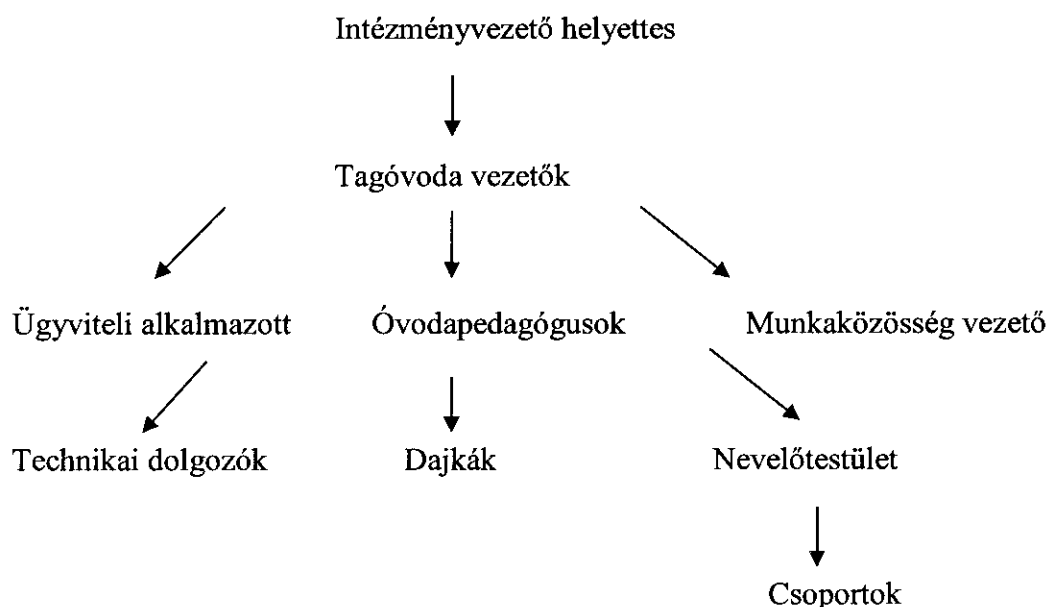 Intézményvezető helyettes
Tagóvoda vezetők
Ügyviteli alkalmazott Óvodapedagógusok Munkaközösség vezető
Technikai dolgozók Dajkák Nevelőtestület
Csoportok